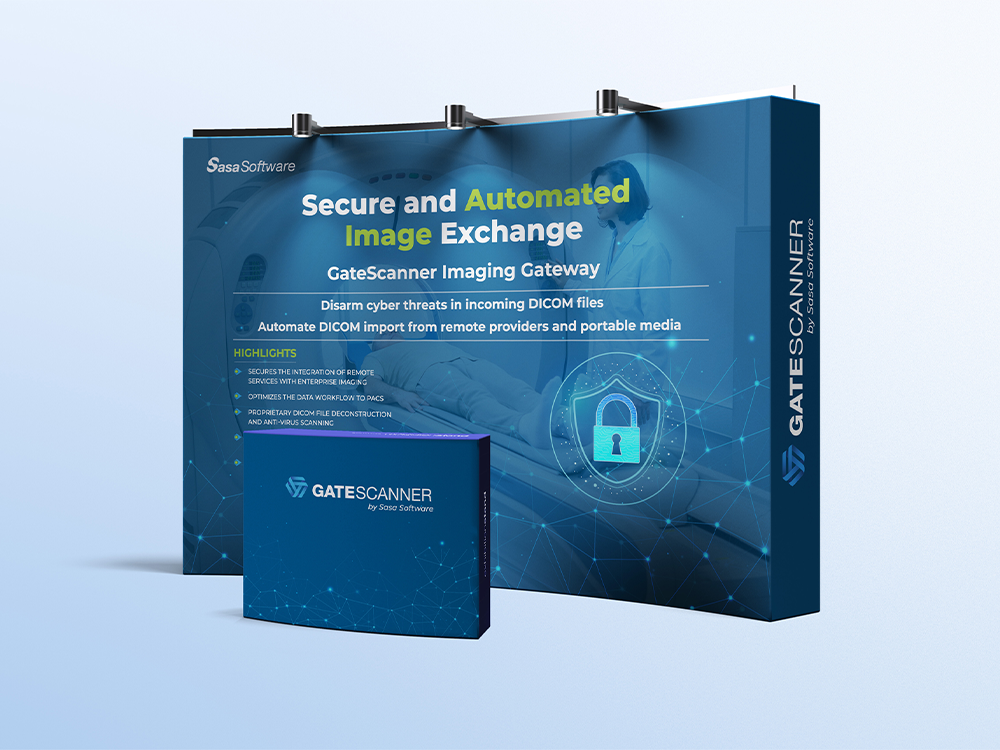 Sasa Software
Secure and Automated
Image Exchange
GateScanner Imaging Gateway
Disarm cyber threats in incoming DICOM files
Automate DICOM import from remote providers and portable media
HIGHLIGHTS
SECURES THE INTEGRATION OF REMOTE
SERVICES WITH ENTERPRISE IMAGING
OPTIMIZES THE DATA WORKFLOW TO PACS
PROPRIETARY DICOM FILE DECONSTRUCTION
AND ANTI-VIRUS SCANNING
GATESCANNER
by Sasa Software
GATESCANNER
by Sasa Software